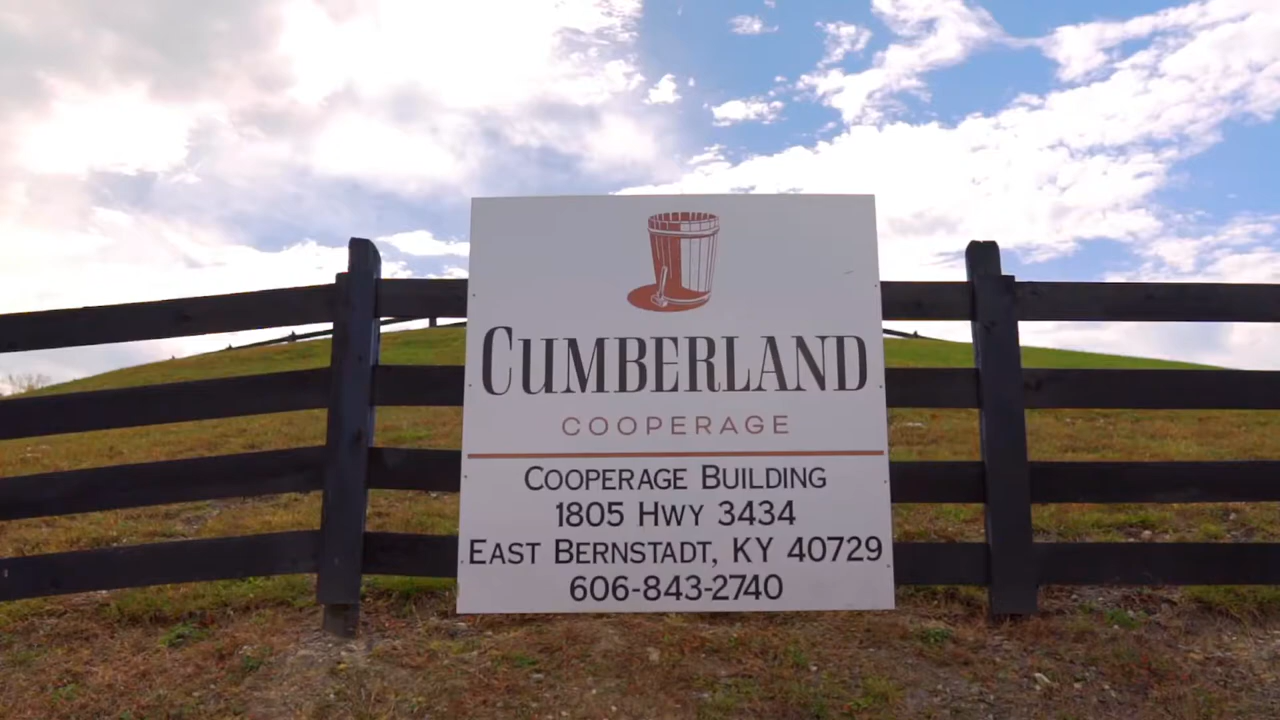 CUMBERLAND
COOPERAGE
COOPERAGE BUILDING
1805 HWY 3434
EAST BERNSTADT, KY 40729
606-843-2740